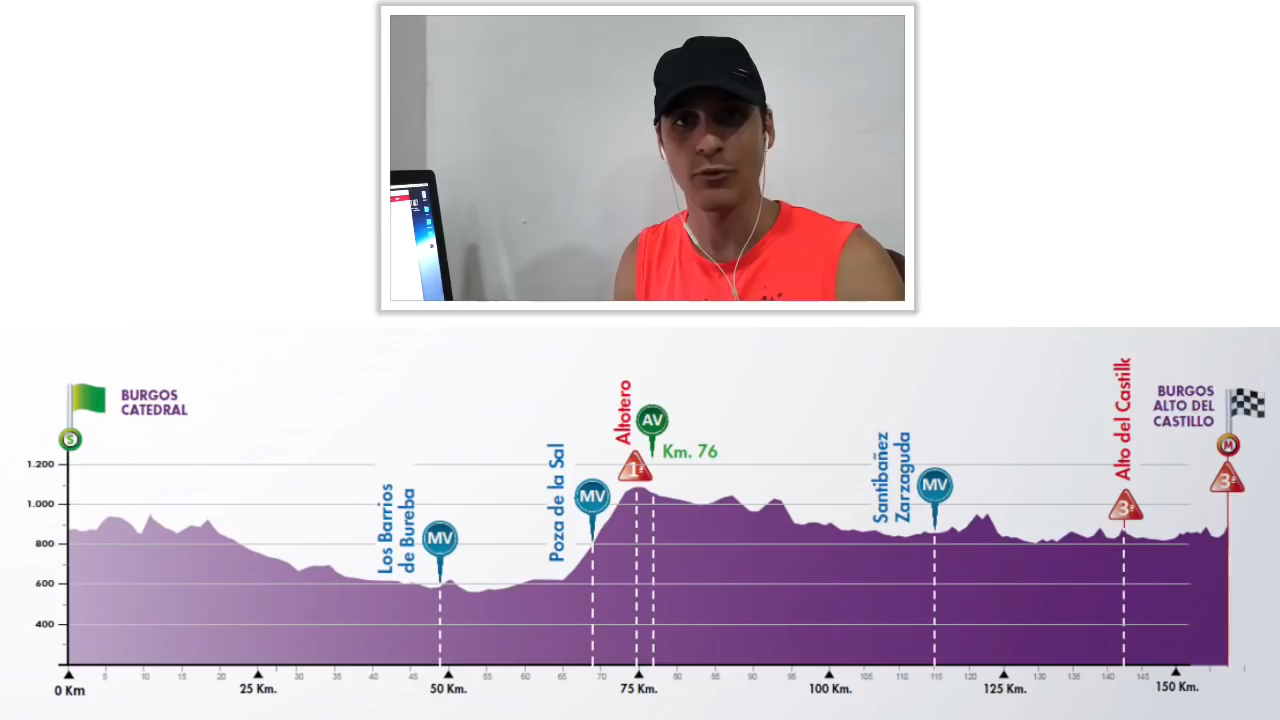 BURGOS
CATEDRAL
S
Los Barrios
de Bureba
MV
Poza de la Sal
MV
Altotero
1ª
AV
Km. 76
Santibañez
Zarzaguda
MV
Alto del Castillo
3ª
BURGOS
ALTO DEL
CASTILLO
M
3ª
1.200
1.000
800
600
400
5 10 15 20 30 35 40 45 55 60 65 70 80 85 90 95 105 110 115 120 130 135 140 145
0 Km 25 Km. 50 Km. 75 Km. 100 Km. 125 Km. 150 Km.